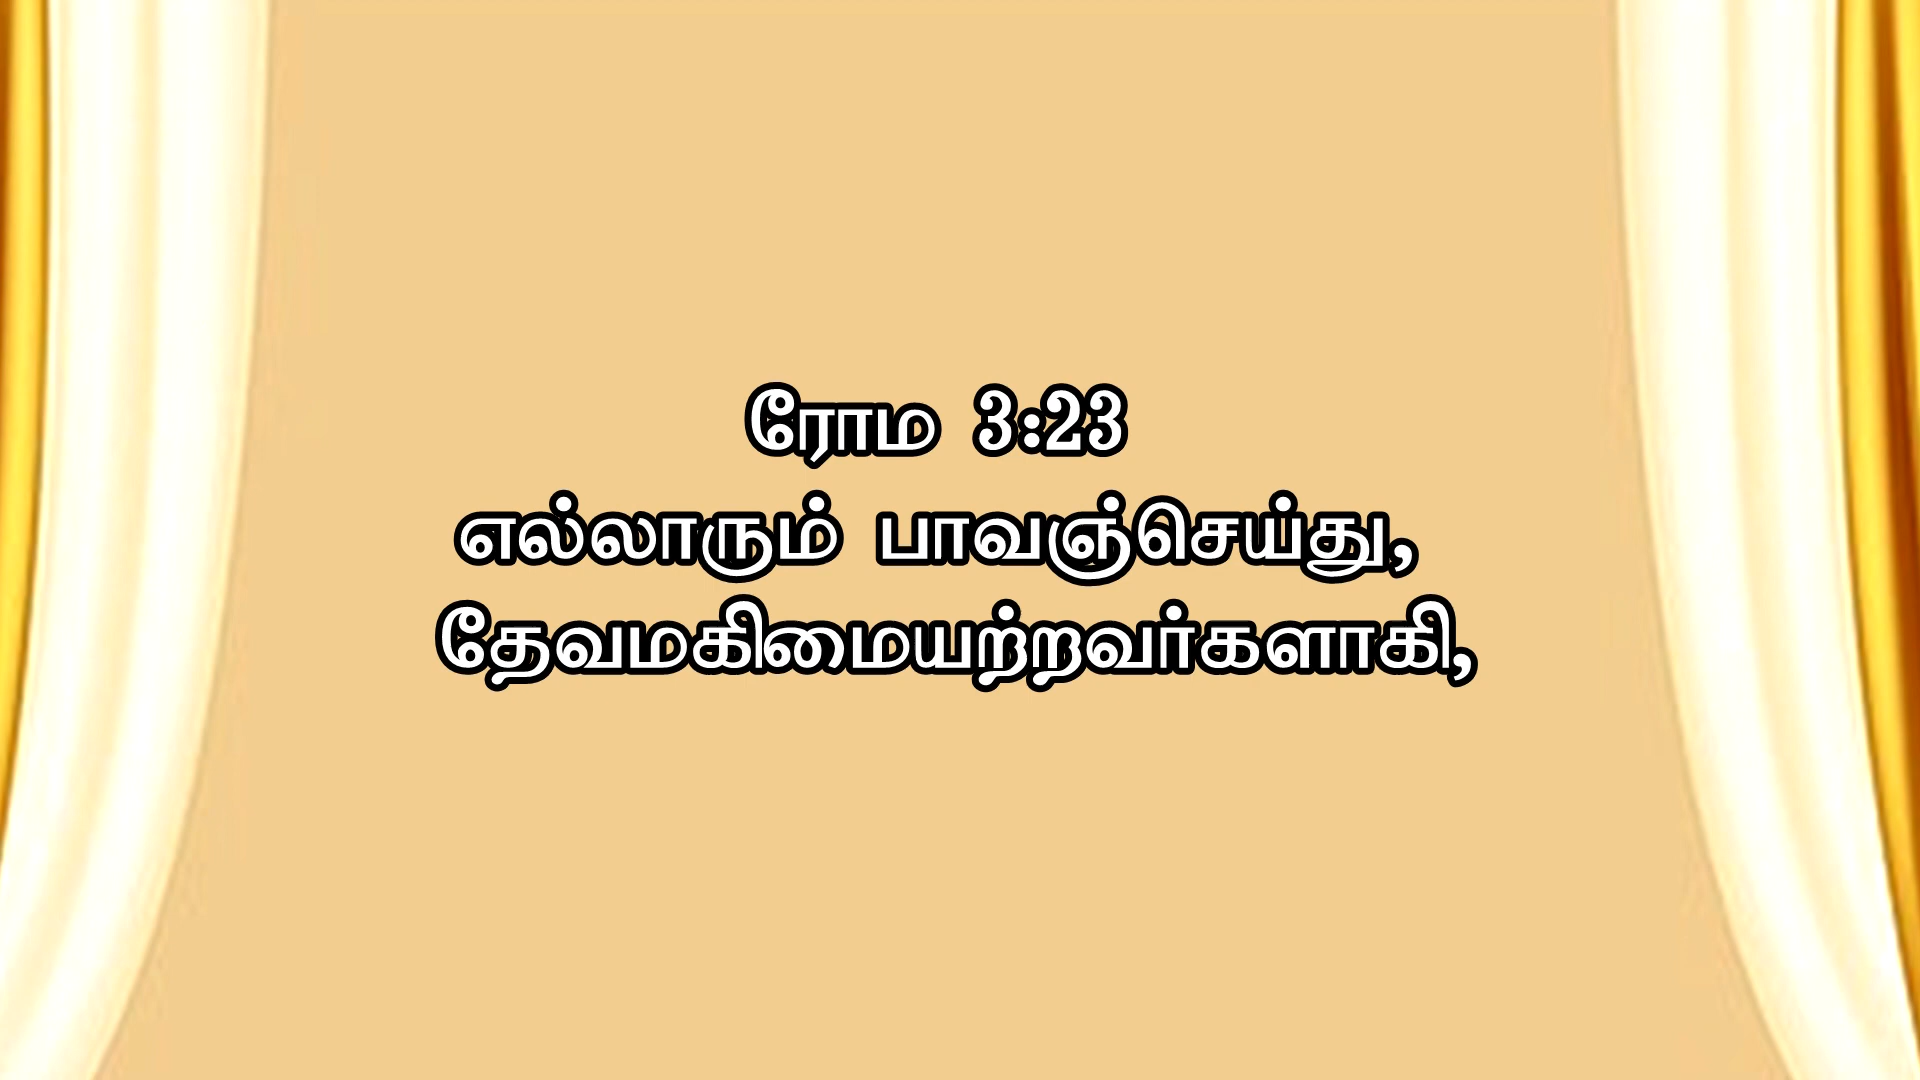 ரோம 3:23
எல்லாரும் பாவஞ்செய்து,
தேவமகிமையற்றவர்களாகி,